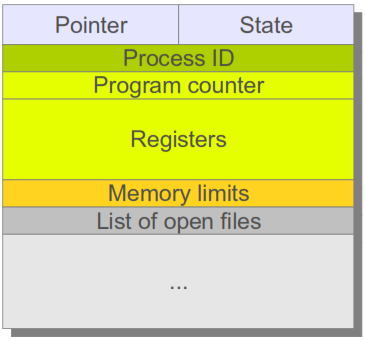 Pointer State
Process ID
Program counter
Registers
Memory limits
List of open files
...